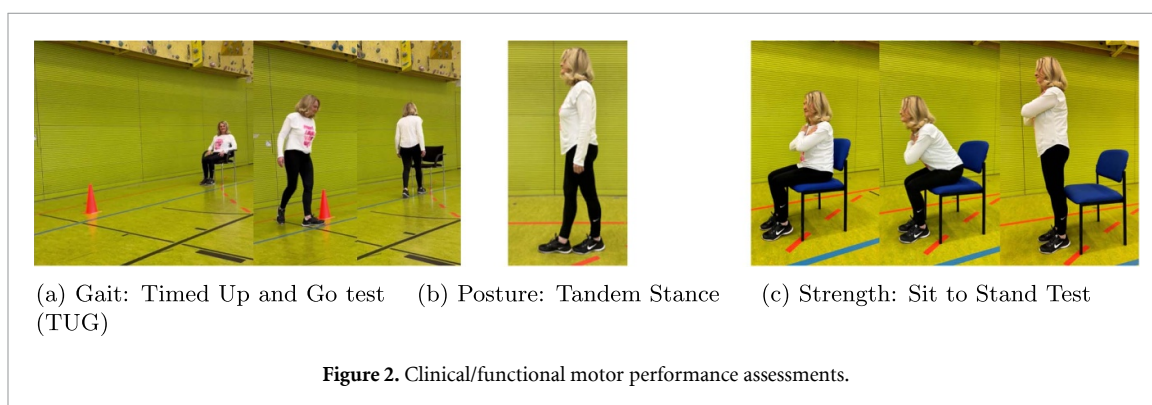 (a) Gait: Timed Up and Go test
(TUG)
(b) Posture: Tandem Stance
(c) Strength: Sit to Stand Test
Figure 2. Clinical/functional motor performance assessments.